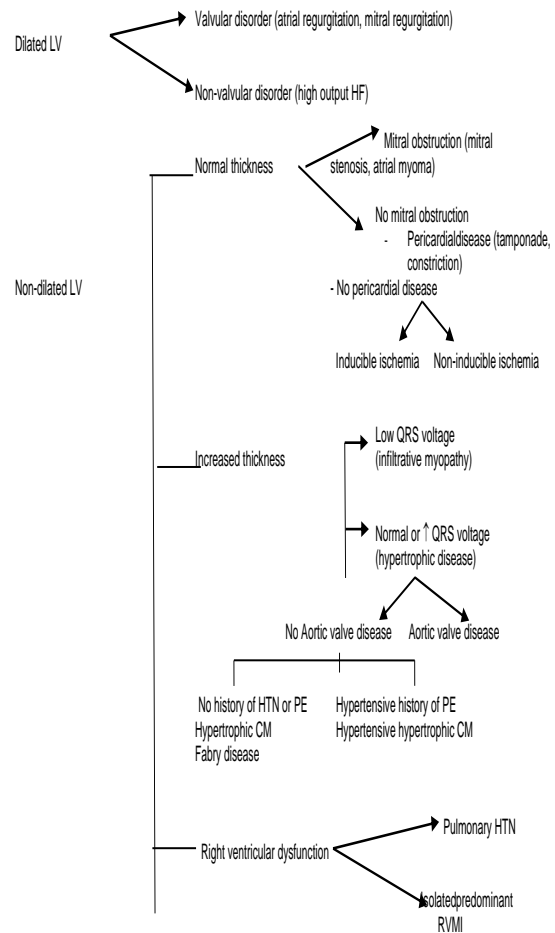 Valvular disorder (atrial regurgitation, mitral regurgitation)
Dilated LV
Non-valvular disorder (high output HF)
Normal thickness
Mitral obstruction (mitral
stenosis, atrial myoma)
No mitral obstruction
- Pericardialdisease (tamponade,
constriction)
Non-dilated LV
- No pericardial disease
Inducible ischemia
Non-inducible ischemia
Increased thickness
Low QRS voltage
(infiltrative myopathy)
Normal or ↑ QRS voltage
(hypertrophic disease)
No Aortic valve disease
Aortic valve disease
No history of HTN or PE
Hypertrophic CM
Fabry disease
Hypertensive history of PE
Hypertensive hypertrophic CM
Right ventricular dysfunction
Pulmonary HTN
Isolatedpredominant
RVMI